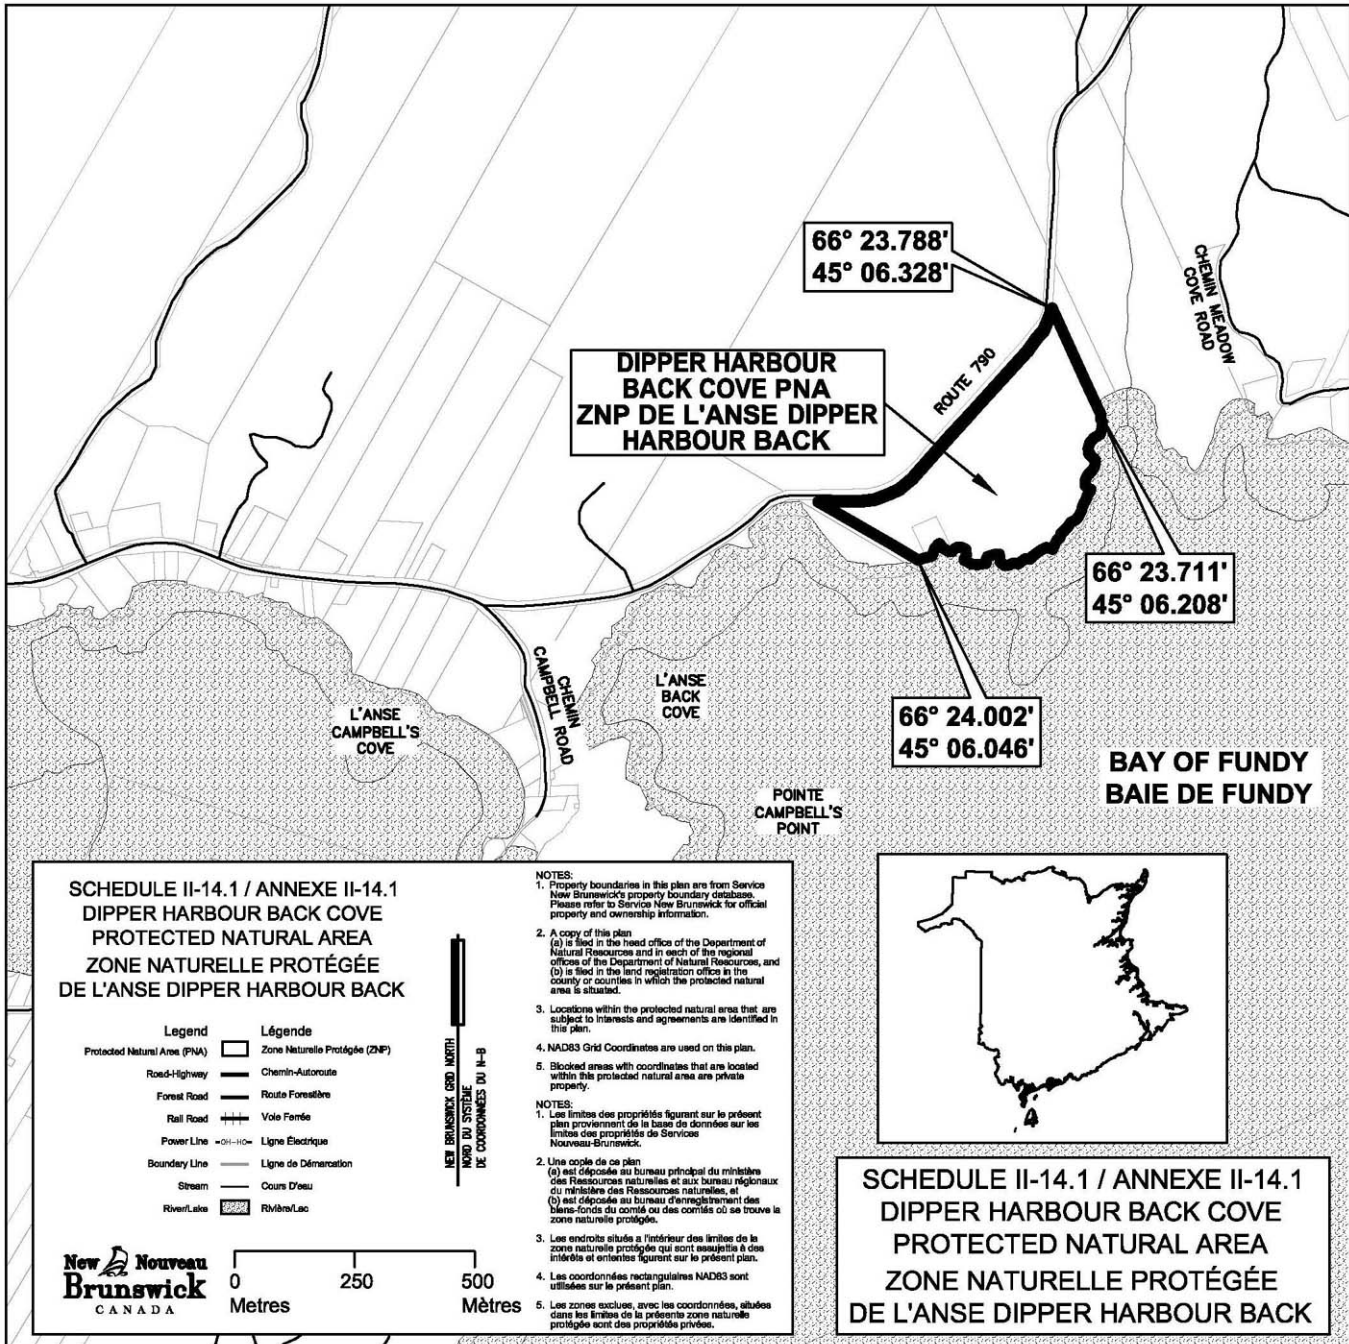 66° 23.788'
45° 06.328'
CHEMIN MEADOW
COVE ROAD
DIPPER HARBOUR
BACK COVE PNA
ZNP DE L'ANSE DIPPER
HARBOUR BACK
ROUTE 790
66° 23.711'
45° 06.208'
66° 24.002'
45° 06.046'
CHEMIN
CAMPBELL ROAD
L'ANSE
BACK
COVE
L'ANSE
CAMPBELL'S
COVE
POINTE
CAMPBELL'S
POINT
BAY OF FUNDY
BAIE DE FUNDY
SCHEDULE II-14.1 / ANNEXE II-14.1
DIPPER HARBOUR BACK COVE
PROTECTED NATURAL AREA
ZONE NATURELLE PROTÉGÉE
DE L'ANSE DIPPER HARBOUR BACK
Legend Légende
Protected Natural Area (PNA) Zone Naturelle Protégée (ZNP)
Road-Highway Chemin-Autoroute
Forest Road Route Forestière
Rail Road Voie Ferrée
Power Line -OH-HO- Ligne Électrique
Boundary Line Ligne de Démarcation
Stream Cours D'eau
River/Lake Rivière/Lac
NEW BRUNSWICK GRID NORTH
NORD DU SYSTÈME
DE COORDONNÉES DU N-B
New Nouveau
Brunswick
CANADA
0 250 500
Metres Mètres
NOTES:
1. Property boundaries in this plan are from Service
New Brunswick's property boundary database.
Please refer to Service New Brunswick for official
property and ownership information.
2. A copy of this plan
(a) is filed in the head office of the Department of
Natural Resources and in each of the regional
offices of the Department of Natural Resources, and
(b) is filed in the land registration office in the
county or counties in which the protected natural
area is situated.
3. Locations within the protected natural area that are
subject to interests and agreements are identified in
this plan.
4. NAD83 Grid Coordinates are used on this plan.
5. Blocked areas with coordinates that are located
within this protected natural area are private
property.
NOTES:
1. Les limites des propriétés figurant sur le présent
plan proviennent de la base de données sur les
limites des propriétés de Services
Nouveau-Brunswick.
2. Une copie de ce plan
(a) est déposée au bureau principal du ministère
des Ressources naturelles et aux bureau régionaux
du ministère des Ressources naturelles, et
(b) est déposée au bureau d'enregistrement des
biens-fonds du comté ou des comtés où se trouve la
zone naturelle protégée.
3. Les endroits situés a l'intérieur des limites de la
zone naturelle protégée qui sont assujettis à des
intérêts et ententes figurent sur le présent plan.
4. Les coordonnées rectangulaires NAD83 sont
utilisées sur le présent plan.
5. Les zones exclues, avec les coordonnées, situées
dans les limites de la présente zone naturelle
protégée sont des propriétés privées.
SCHEDULE II-14.1 / ANNEXE II-14.1
DIPPER HARBOUR BACK COVE
PROTECTED NATURAL AREA
ZONE NATURELLE PROTÉGÉE
DE L'ANSE DIPPER HARBOUR BACK